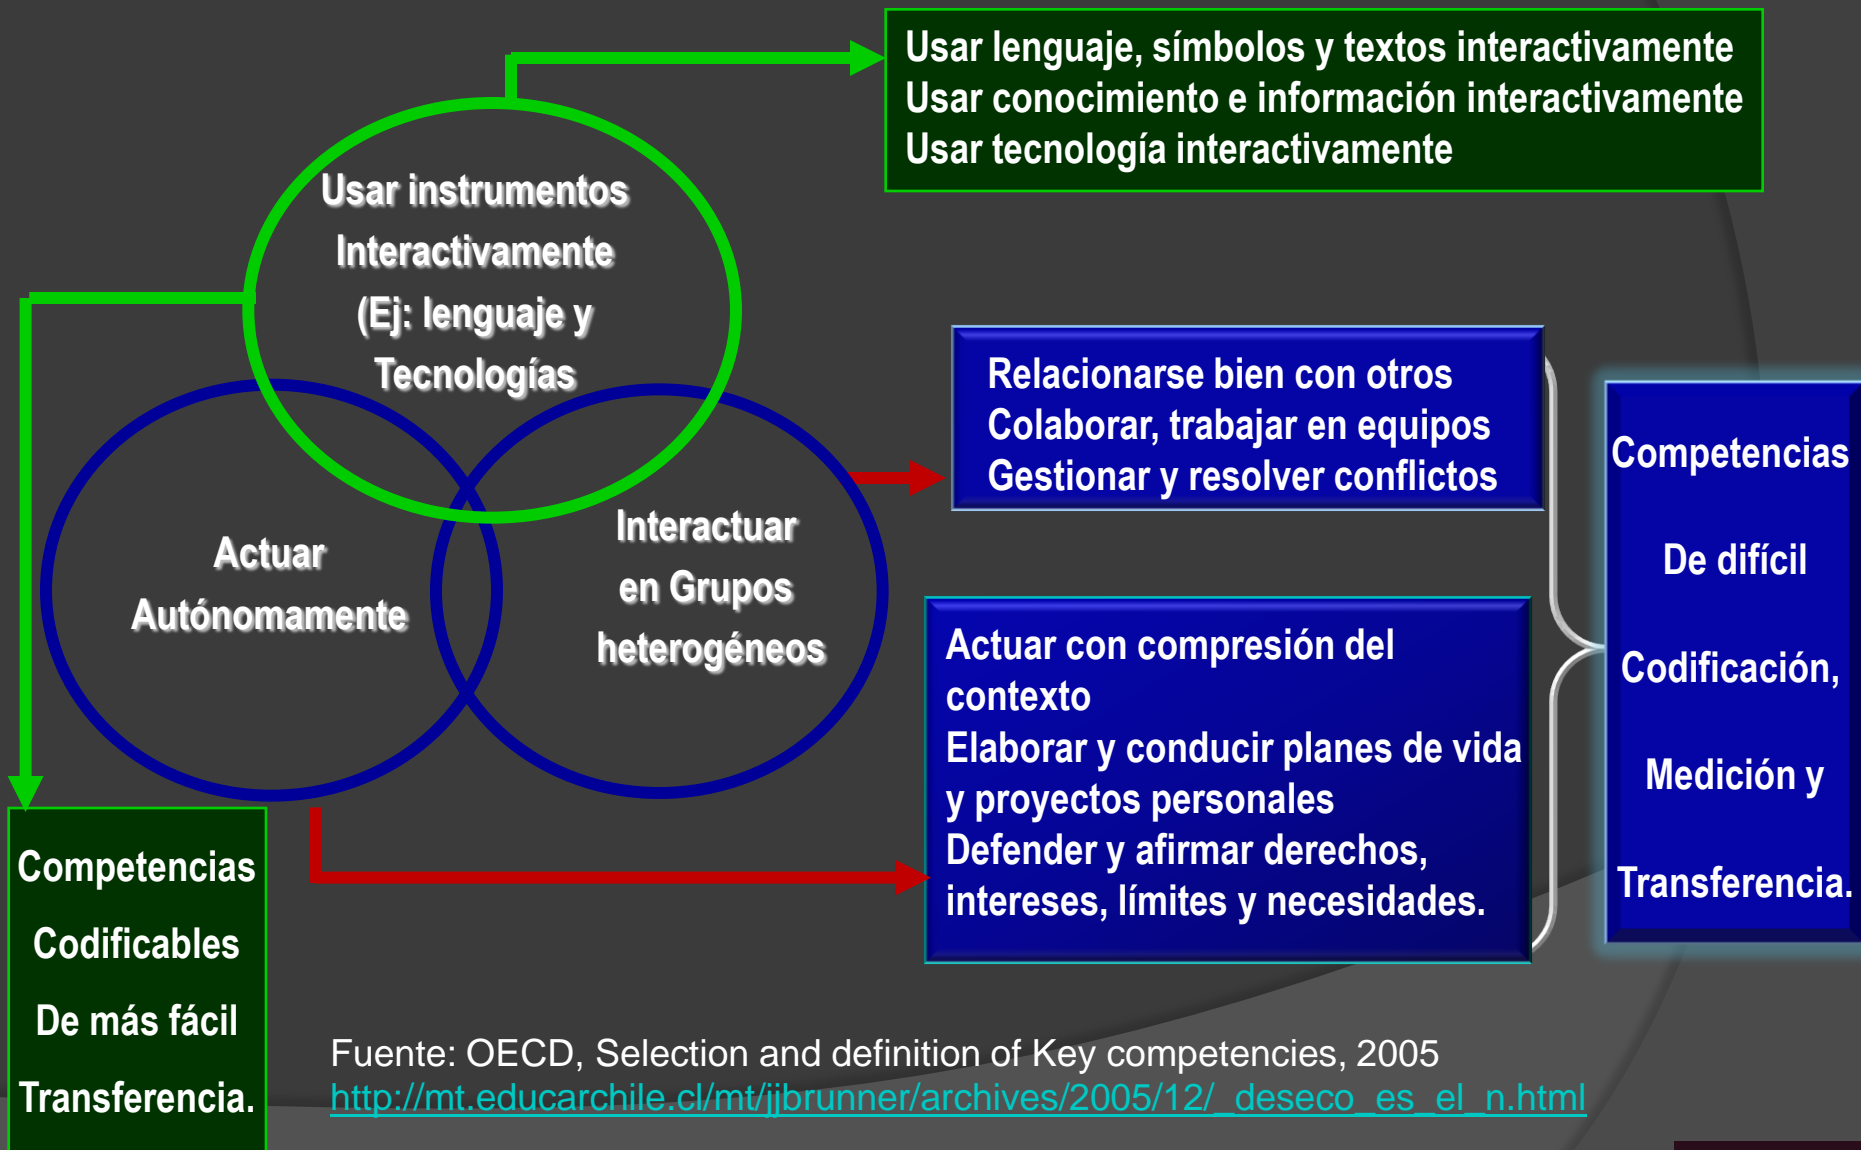 Usar lenguaje, símbolos y textos interactivamente
Usar conocimiento e información interactivamente
Usar tecnología interactivamente
Usar instrumentos
Interactivamente
(Ej: lenguaje y
Tecnologías
Actuar
Autónomamente
Interactuar
en Grupos
heterogéneos
Relacionarse bien con otros
Colaborar, trabajar en equipos
Gestionar y resolver conflictos
Actuar con compresión del
contexto
Elaborar y conducir planes de vida
y proyectos personales
Defender y afirmar derechos,
intereses, límites y necesidades.
Competencias
De difícil
Codificación,
Medición y
Transferencia.
Competencias
Codificables
De más fácil
Transferencia.
Fuente: OECD, Selection and definition of Key competencies, 2005
http://mt.educarchile.cl/mt/jjbrunner/archives/2005/12/_deseco_es_el_n.html